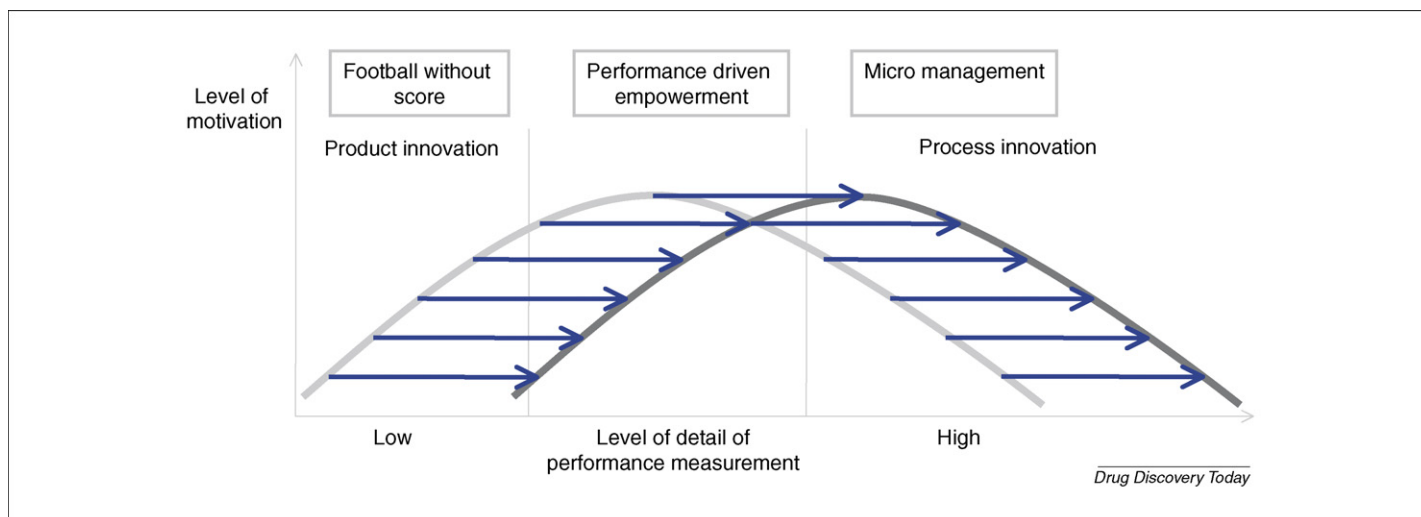 Football without
score
Performance driven
empowerment
Micro management
Level of
motivation
Product innovation
Process innovation
Low
Level of detail of
performance measurement
High
Drug Discovery Today